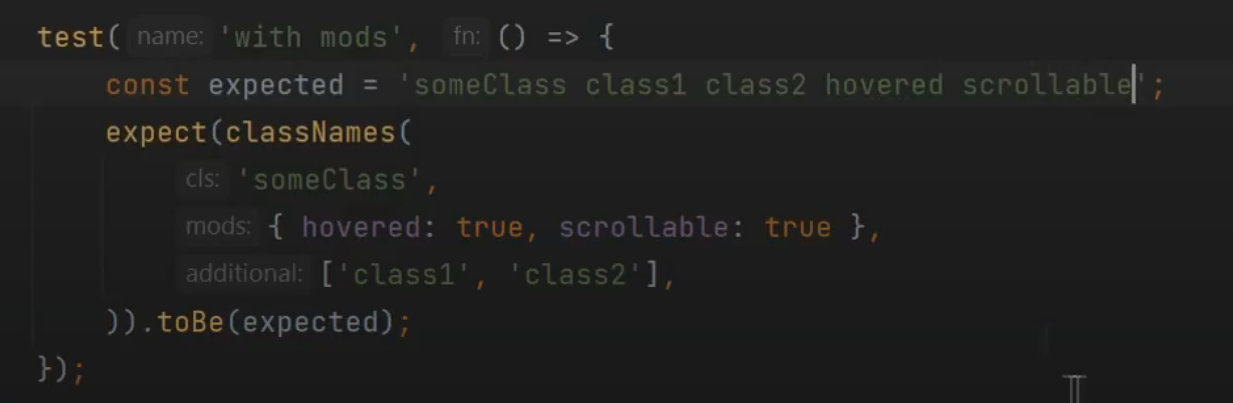 test( name: 'with mods', fn: () => {
const expected = 'someClass class1 class2 hovered scrollable';
expect(classNames(
cls: 'someClass',
mods: { hovered: true, scrollable: true },
additional: ['class1', 'class2'],
)).toBe(expected);
});